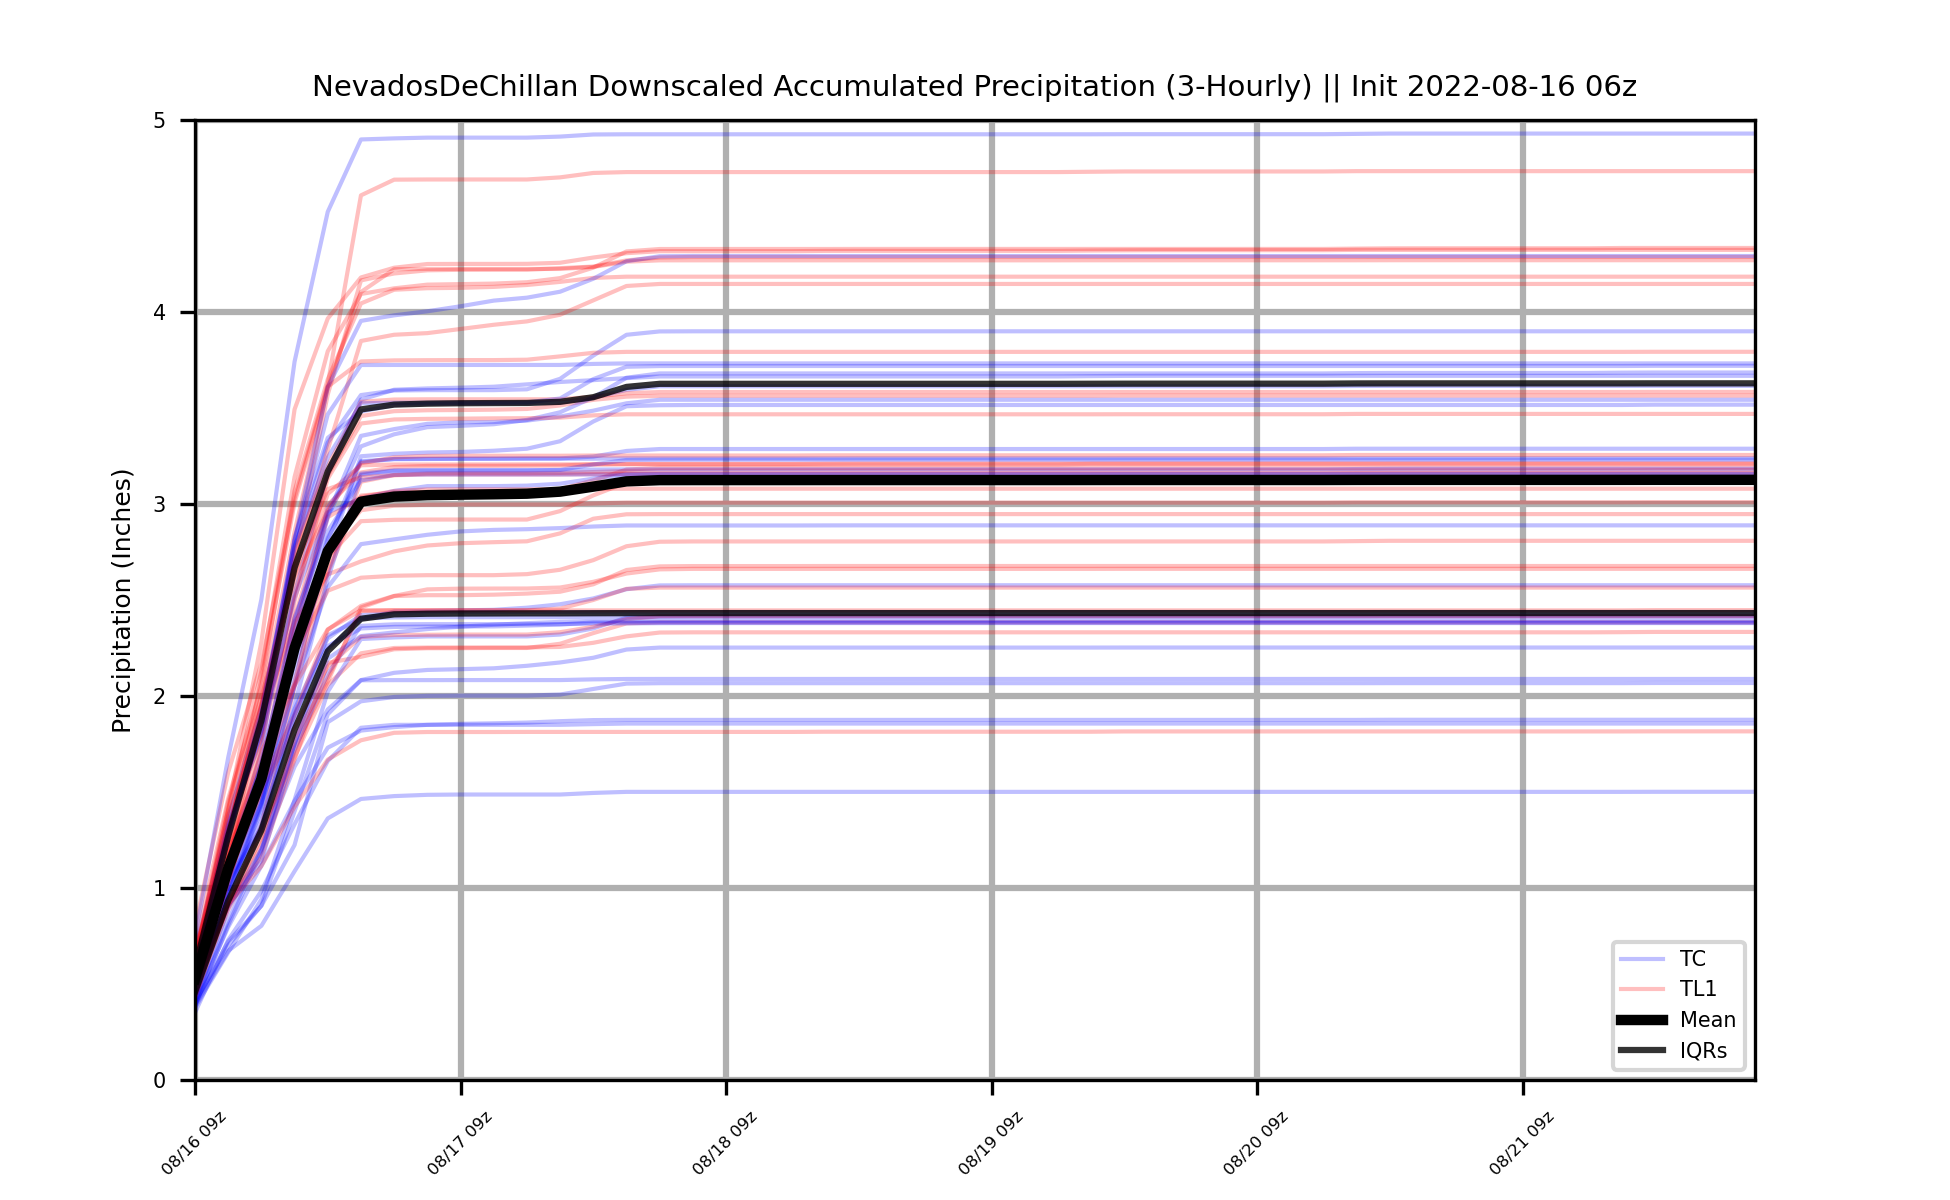 NevadosDeChillan Downscaled Accumulated Precipitation (3-Hourly) || Init 2022-08-16 06z
Precipitation (Inches)
5
4
3
2
1
0
TC
TL1
Mean
IQRs
08/16 09z
08/17 09z
08/18 09z
08/19 09z
08/20 09z
08/21 09z